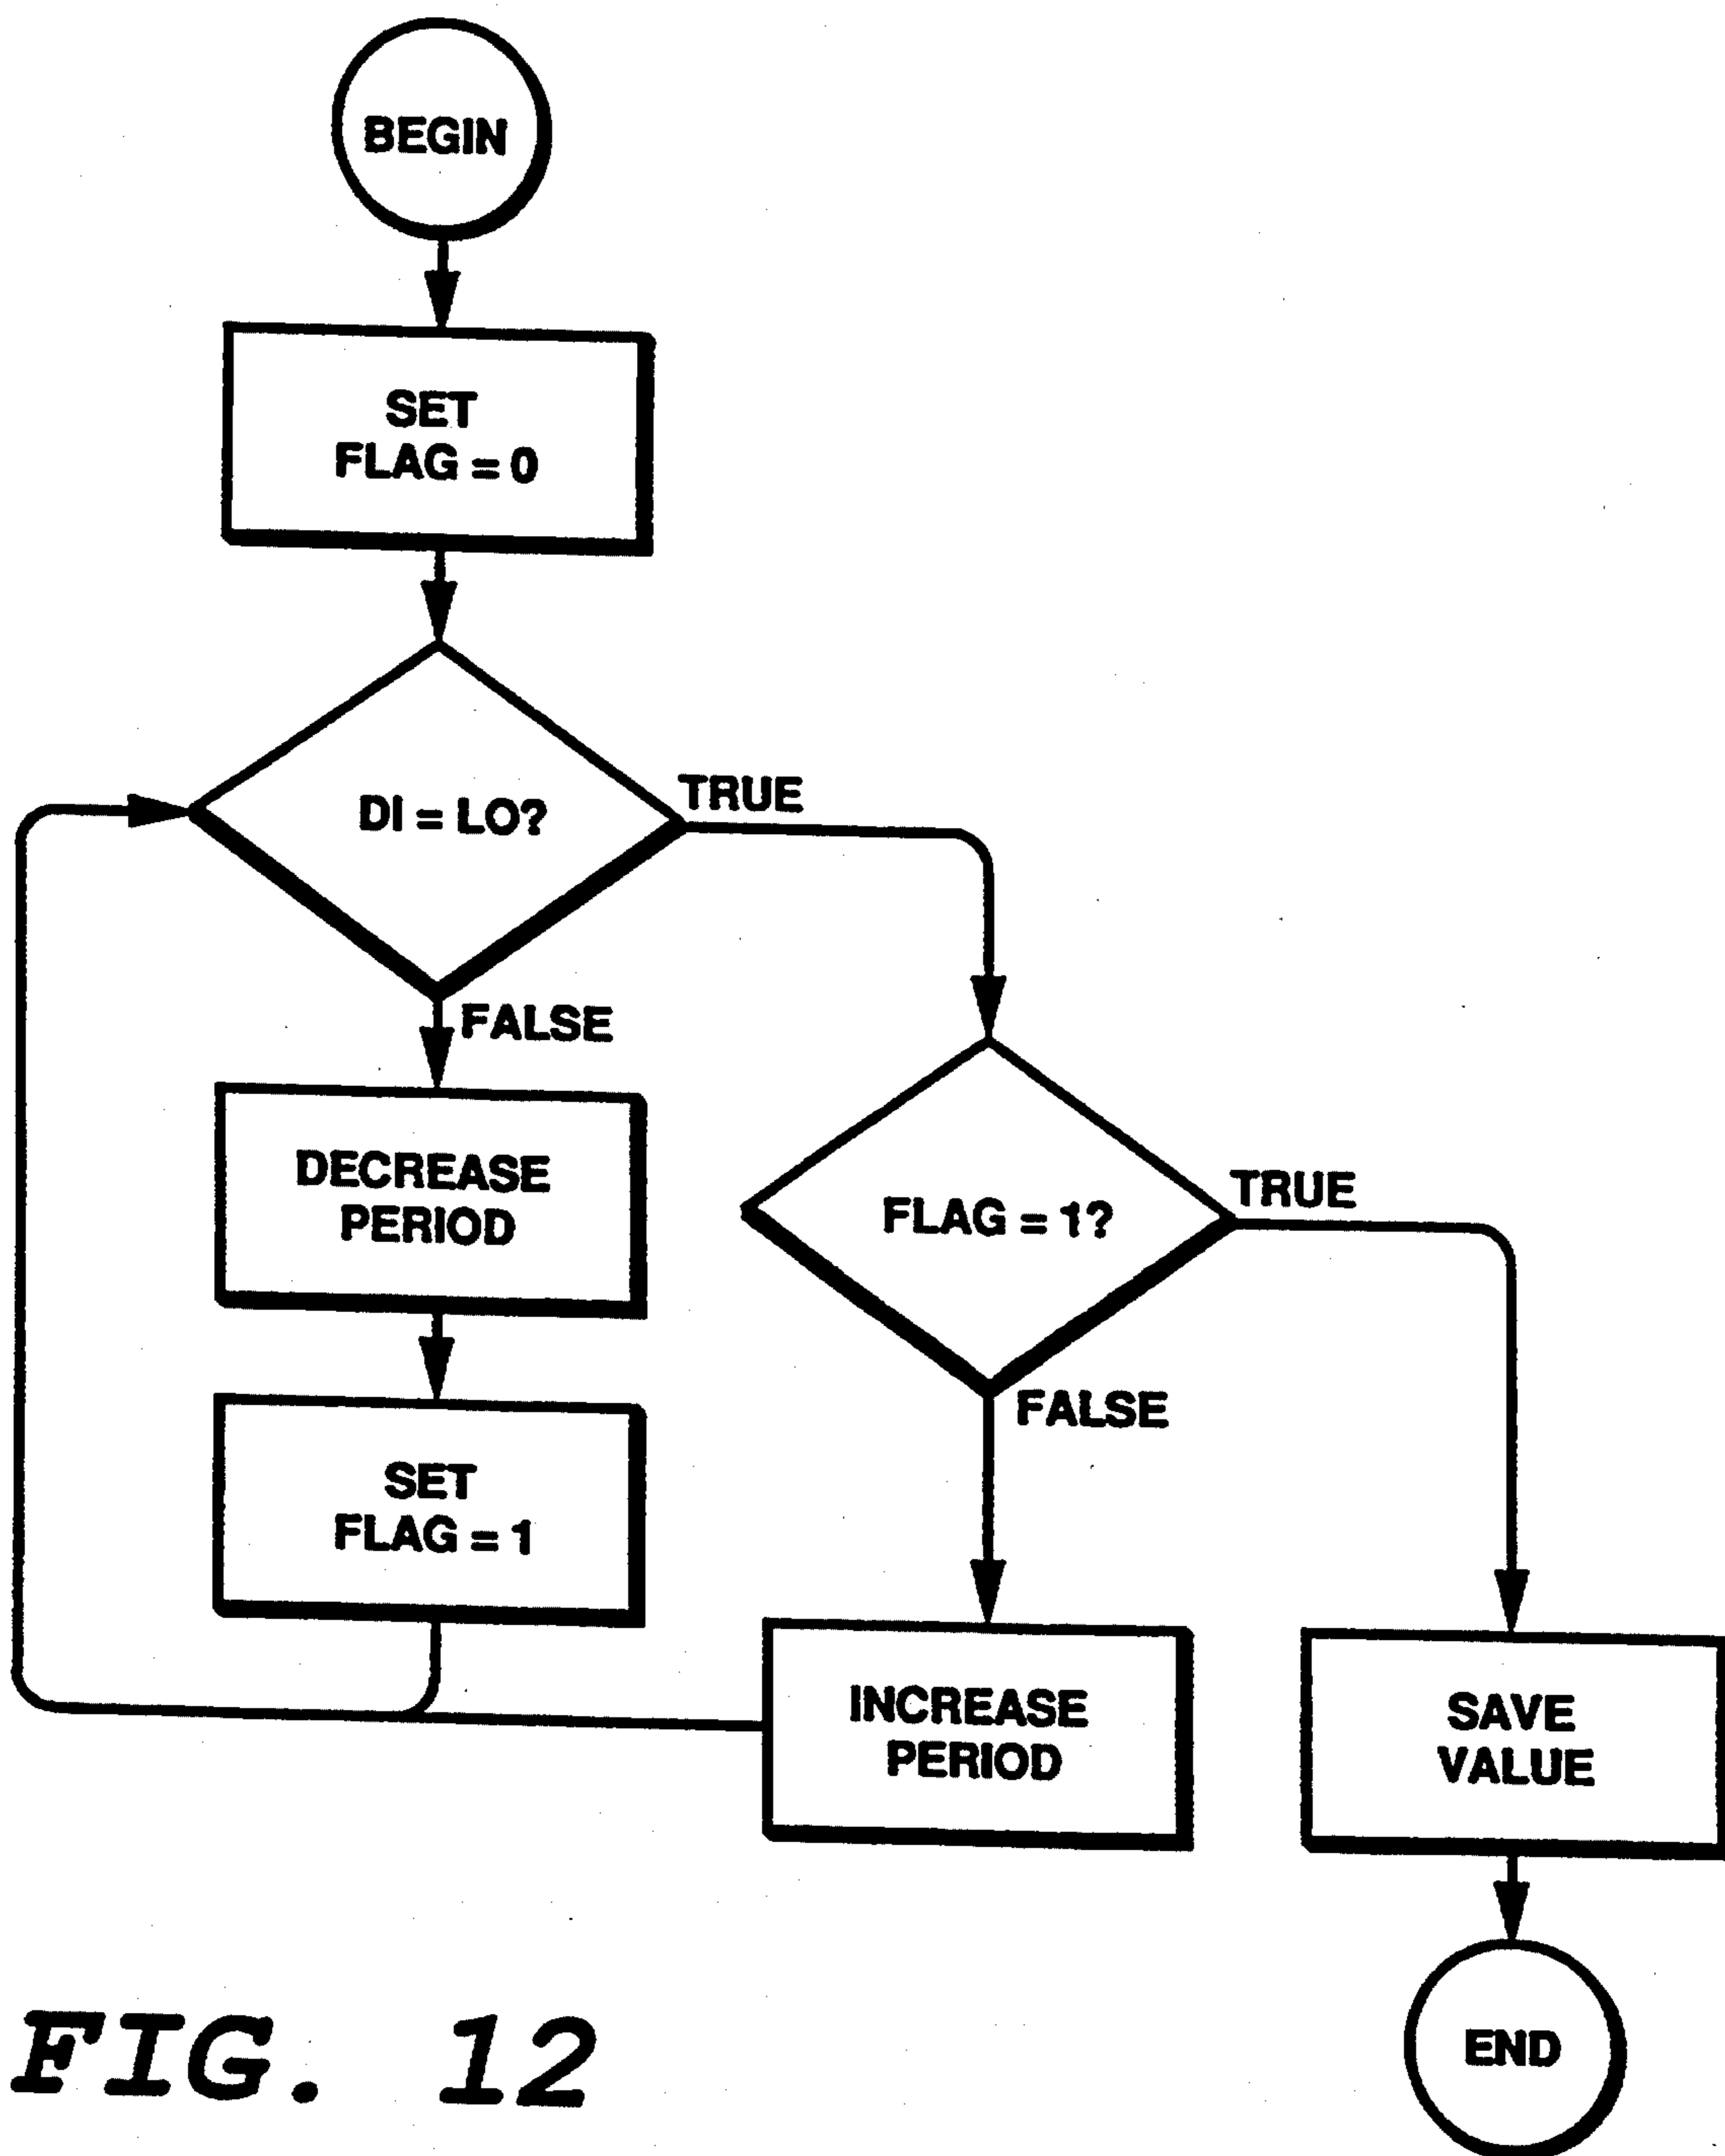 BEGIN
SET
FLAG = 0
DI = LO?
TRUE
FALSE
DECREASE
PERIOD
FLAG = 1?
TRUE
FALSE
SET
FLAG = 1
INCREASE
PERIOD
SAVE
VALUE
END
FIG. 12